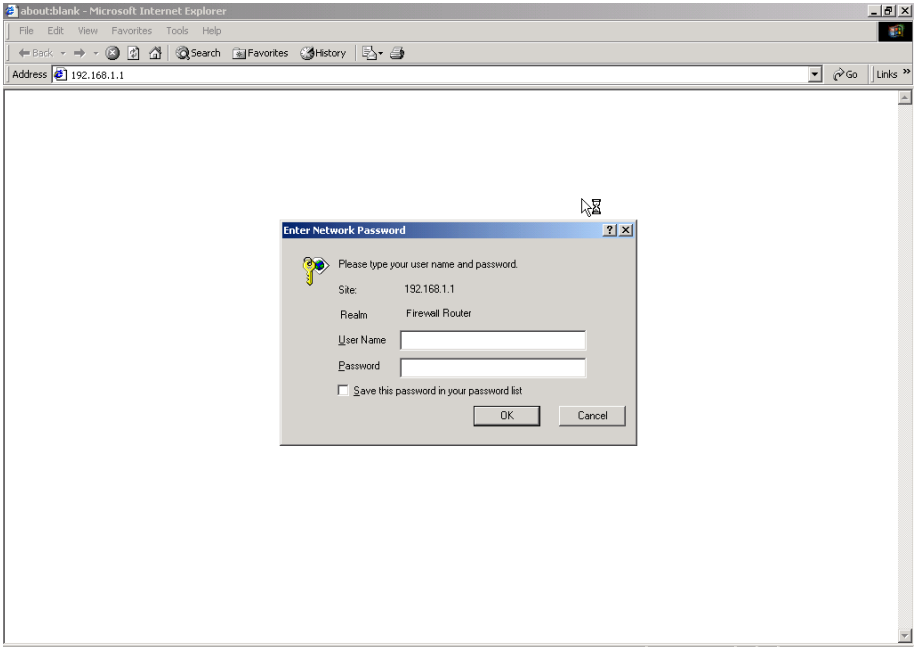 about:blank - Microsoft Internet Explorer
File Edit View Favorites Tools Help
Back Search Favorites History
Address 192.168.1.1 Go Links »
Enter Network Password
Please type your user name and password.
Site: 192.168.1.1
Realm Firewall Router
User Name
Password
Save this password in your password list
OK Cancel